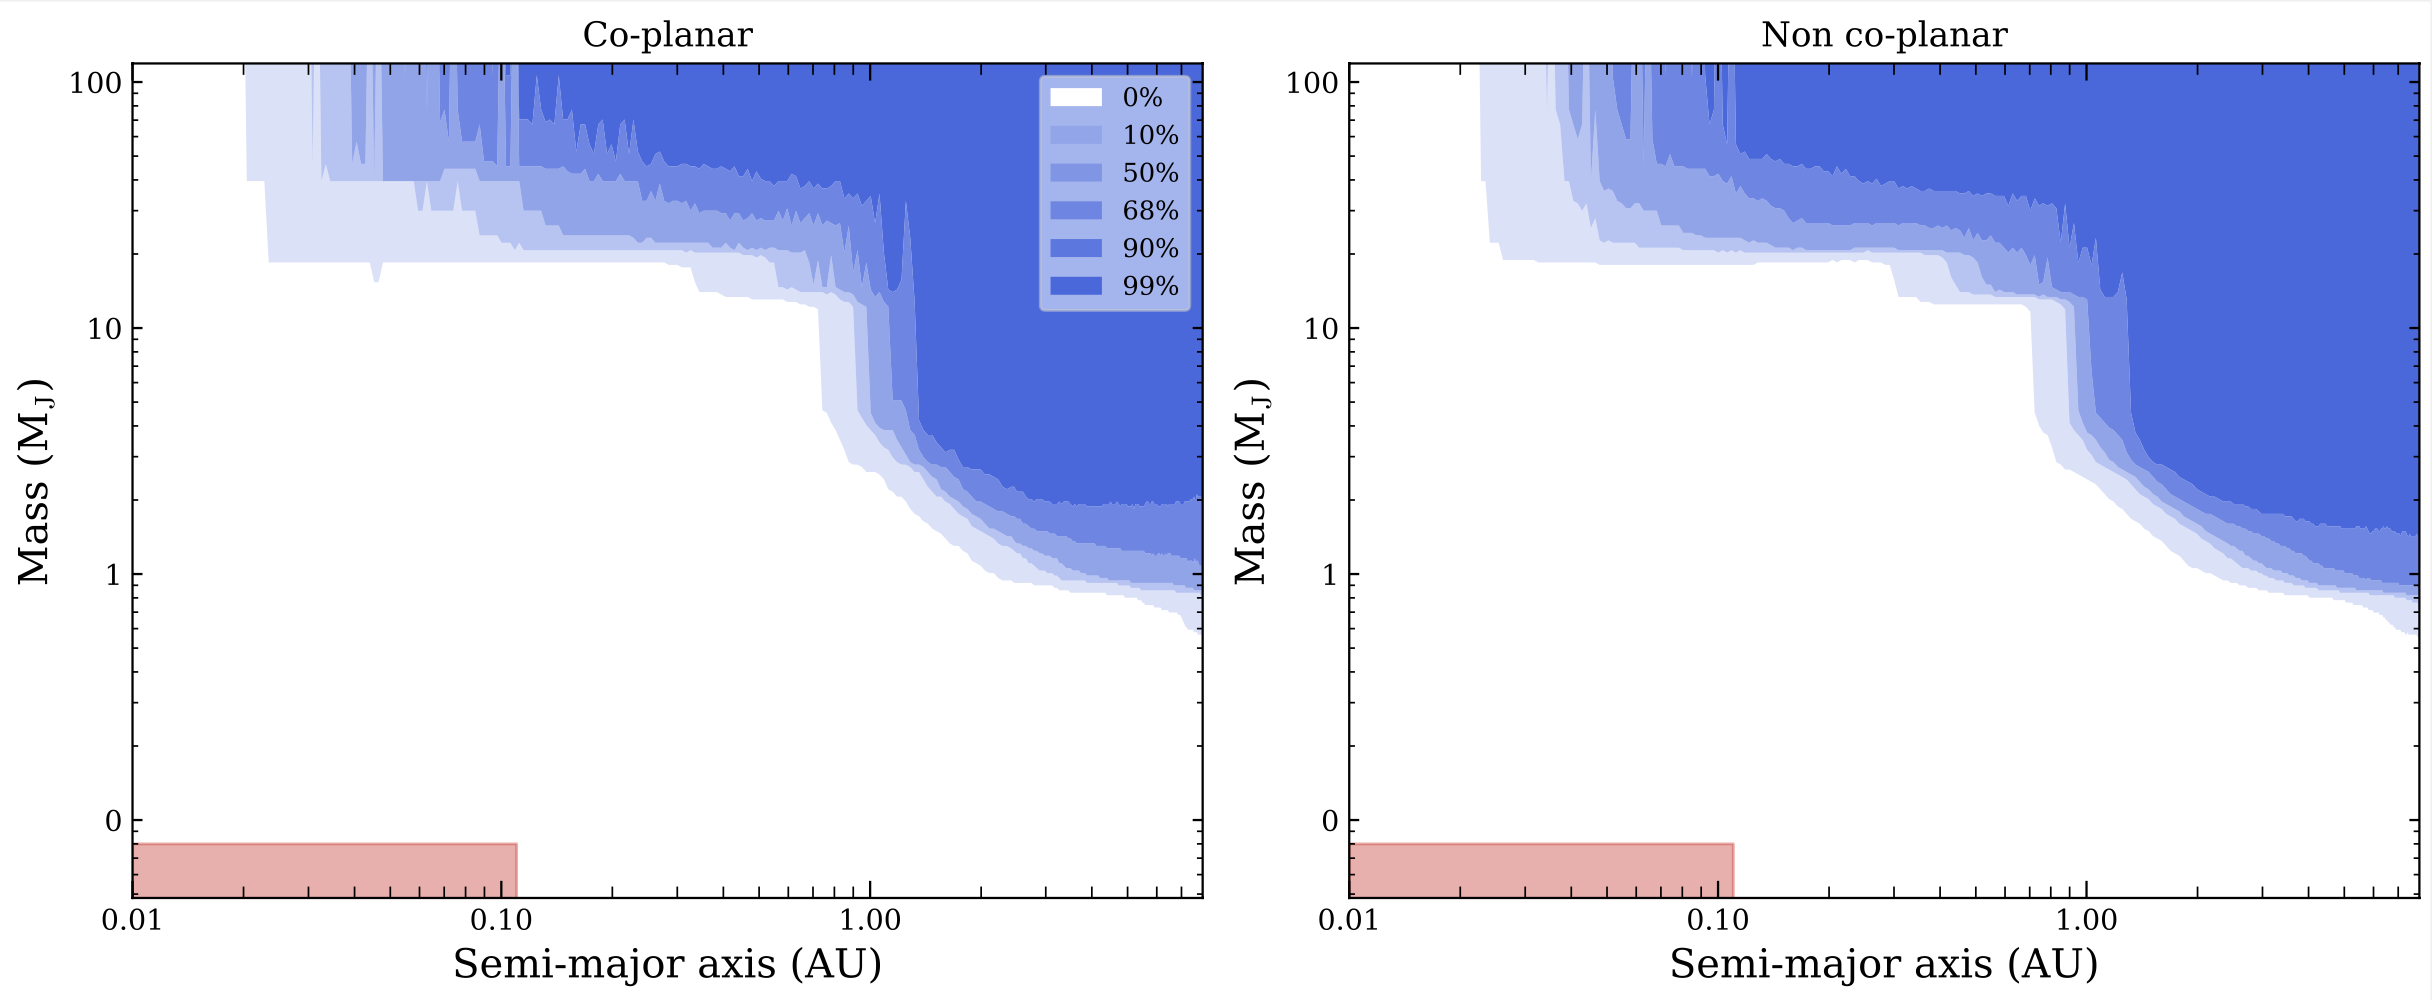 Co-planar
100
10
1
0
Mass (M_J)
0.01 0.10 1.00
Semi-major axis (AU)
0%
10%
50%
68%
90%
99%
Non co-planar
100
10
1
0
Mass (M_J)
0.01 0.10 1.00
Semi-major axis (AU)